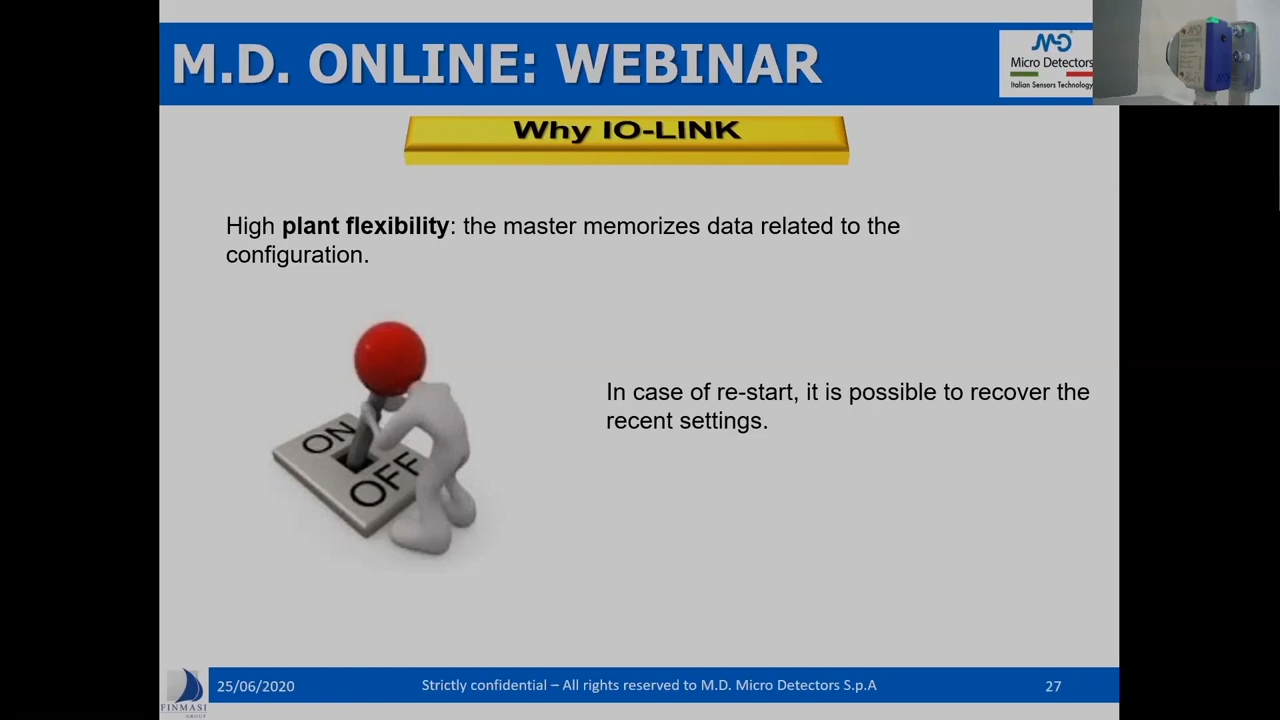 M.D. ONLINE: WEBINAR
Micro Detectors
Italian Sensors Technology
Why IO-LINK
High plant flexibility: the master memorizes data related to the
configuration.
ON
OFF
In case of re-start, it is possible to recover the
recent settings.
FINMASI
GROUP
25/06/2020
Strictly confidential – All rights reserved to M.D. Micro Detectors S.p.A
27